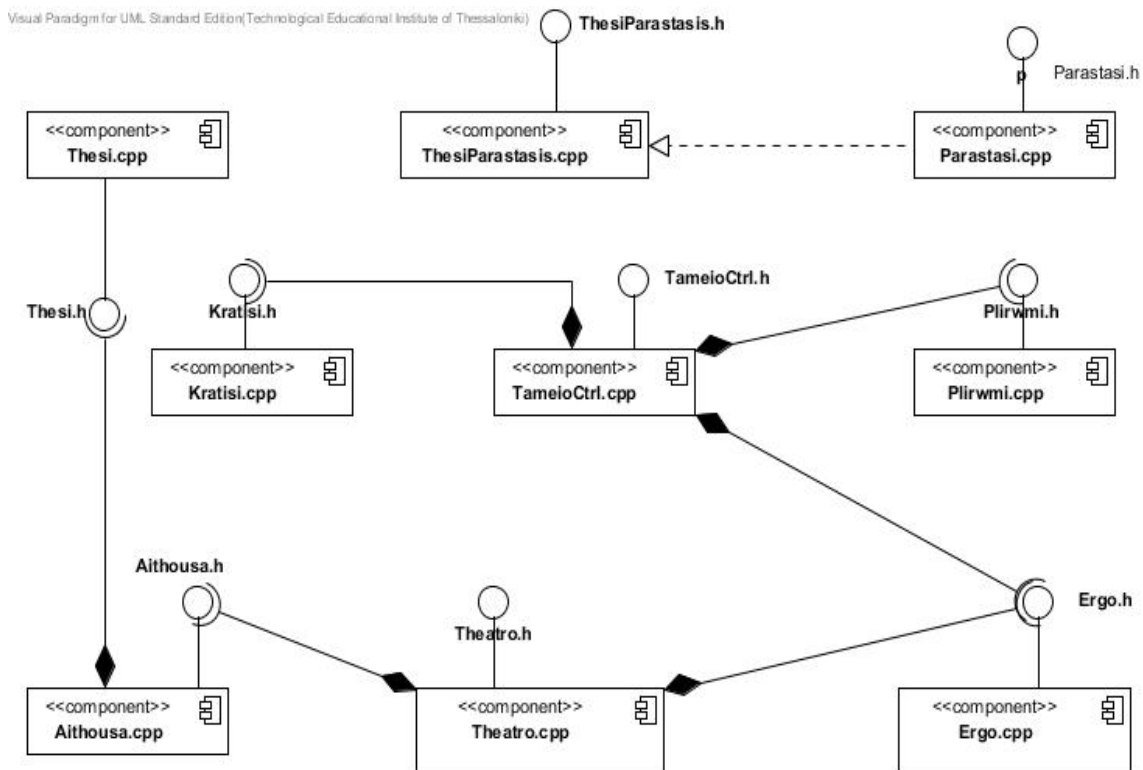 Visual Paradigm for UML Standard Edition(Technological Educational Institute of Thessaloniki)
ThesiParastasis.h
p
Parastasi.h
<<component>>
Thesi.cpp
<<component>>
ThesiParastasis.cpp
<<component>>
Parastasi.cpp
Thesi.h
Kratisi.h
TameioCtrl.h
Plirwmi.h
<<component>>
Kratisi.cpp
<<component>>
TameioCtrl.cpp
<<component>>
Plirwmi.cpp
Aithousa.h
Theatro.h
Ergo.h
<<component>>
Aithousa.cpp
<<component>>
Theatro.cpp
<<component>>
Ergo.cpp